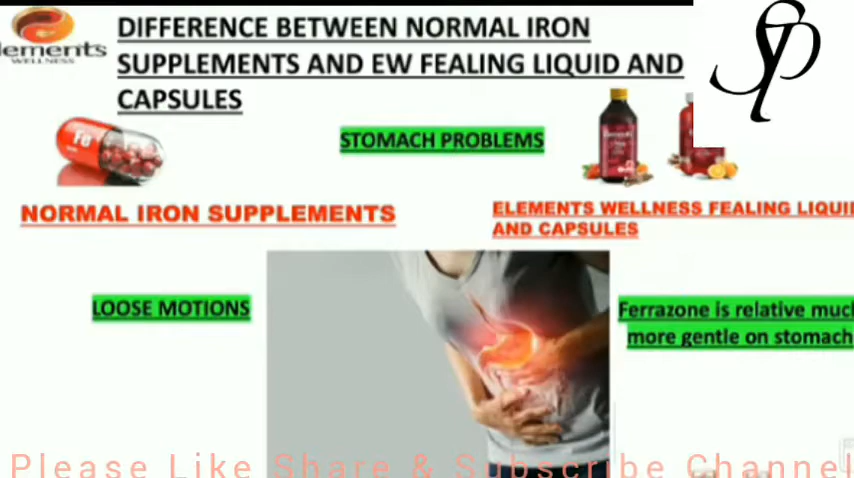 DIFFERENCE BETWEEN NORMAL IRON
SUPPLEMENTS AND EW FEALING LIQUID AND
CAPSULES
lements
WELLNESS
Fe
STOMACH PROBLEMS
NORMAL IRON SUPPLEMENTS
ELEMENTS WELLNESS FEALING LIQUI
AND CAPSULES
LOOSE MOTIONS
Ferrazone is relative muc
more gentle on stomach
Please Like Share & Subscribe Channel